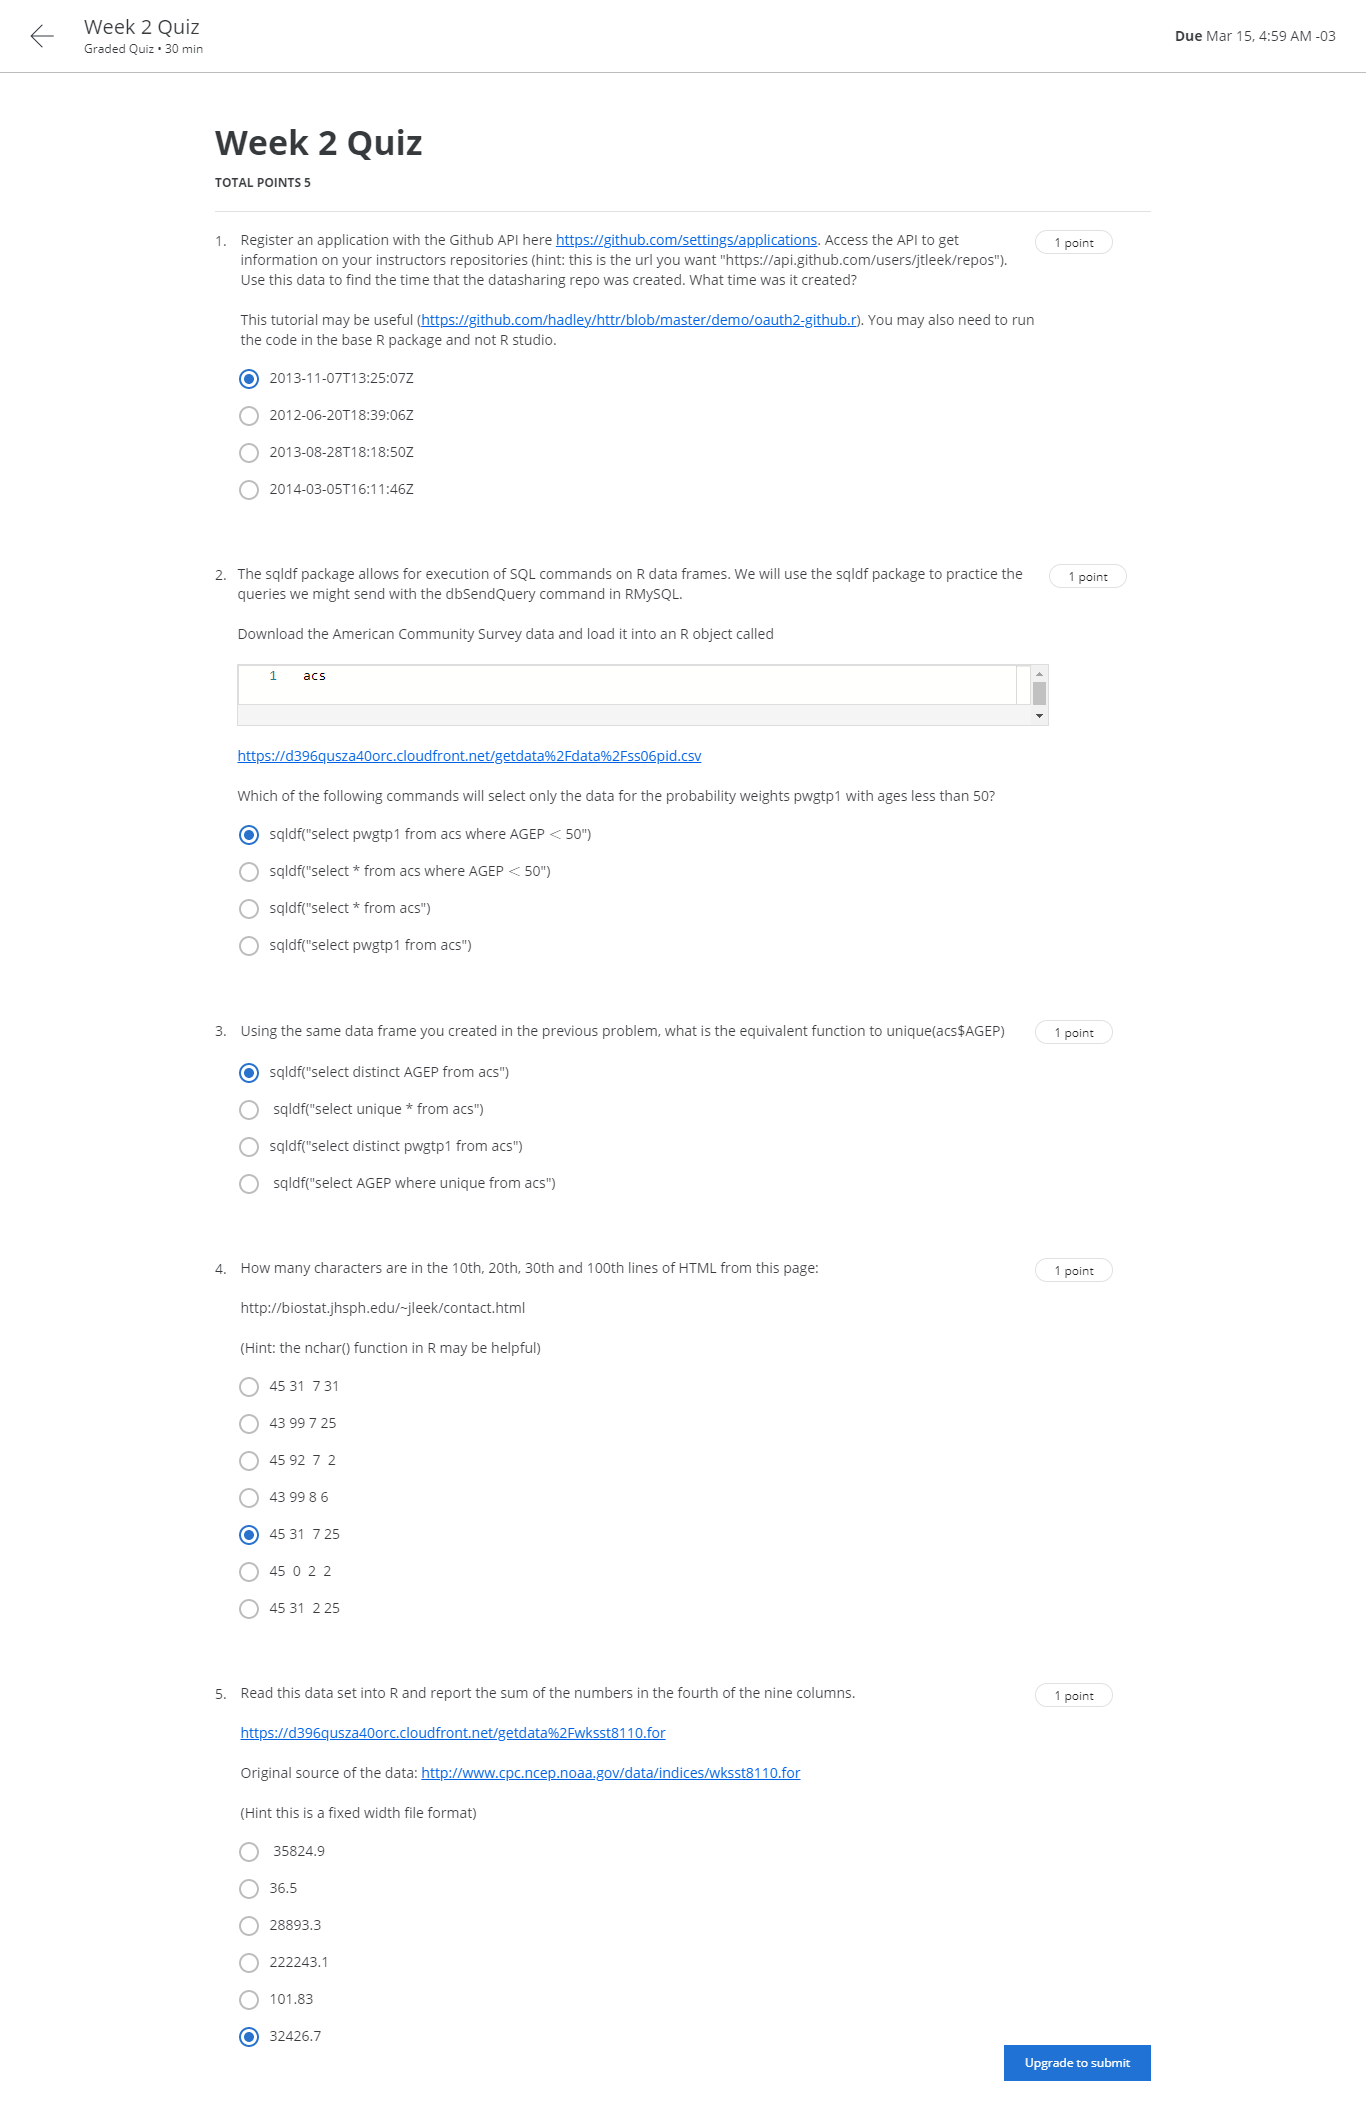 Week 2 Quiz
Graded Quiz • 30 min
Due Mar 15, 4:59 AM -03
Week 2 Quiz
TOTAL POINTS 5
1. Register an application with the Github API here https://github.com/settings/applications. Access the API to get
1 point
information on your instructors repositories (hint: this is the url you want "https://api.github.com/users/jtleek/repos").
Use this data to find the time that the datasharing repo was created. What time was it created?
This tutorial may be useful (https://github.com/hadley/httr/blob/master/demo/oauth2-github.r). You may also need to run
the code in the base R package and not R studio.
2013-11-07T13:25:07Z
2012-06-20T18:39:06Z
2013-08-28T18:18:50Z
2014-03-05T16:11:46Z
2. The sqldf package allows for execution of SQL commands on R data frames. We will use the sqldf package to practice the
1 point
queries we might send with the dbSendQuery command in RMySQL.
Download the American Community Survey data and load it into an R object called
1 acs
https://d396qusza40orc.cloudfront.net/getdata%2Fdata%2Fss06pid.csv
Which of the following commands will select only the data for the probability weights pwgtp1 with ages less than 50?
sqldf("select pwgtp1 from acs where AGEP < 50")
sqldf("select * from acs where AGEP < 50")
sqldf("select * from acs")
sqldf("select pwgtp1 from acs")
3. Using the same data frame you created in the previous problem, what is the equivalent function to unique(acs$AGEP)
1 point
sqldf("select distinct AGEP from acs")
sqldf("select unique * from acs")
sqldf("select distinct pwgtp1 from acs")
sqldf("select AGEP where unique from acs")
4. How many characters are in the 10th, 20th, 30th and 100th lines of HTML from this page:
1 point
http://biostat.jhsph.edu/~jleek/contact.html
(Hint: the nchar() function in R may be helpful)
45 31  7 31
43 99 7 25
45 92  7  2
43 99 8 6
45 31  7 25
45  0  2  2
45 31  2 25
5. Read this data set into R and report the sum of the numbers in the fourth of the nine columns.
1 point
https://d396qusza40orc.cloudfront.net/getdata%2Fwksst8110.for
Original source of the data: http://www.cpc.ncep.noaa.gov/data/indices/wksst8110.for
(Hint this is a fixed width file format)
35824.9
36.5
28893.3
222243.1
101.83
32426.7
Upgrade to submit